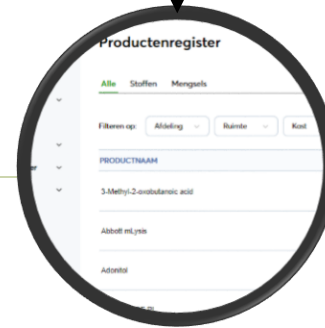 Productenregister
Alle Stoffen Mengsels
Filteren op: Afdeling Ruimte Kast
PRODUCTNAAM
3-Methyl-2-oxobutanoic acid
Abbott mLysis
Adonitol